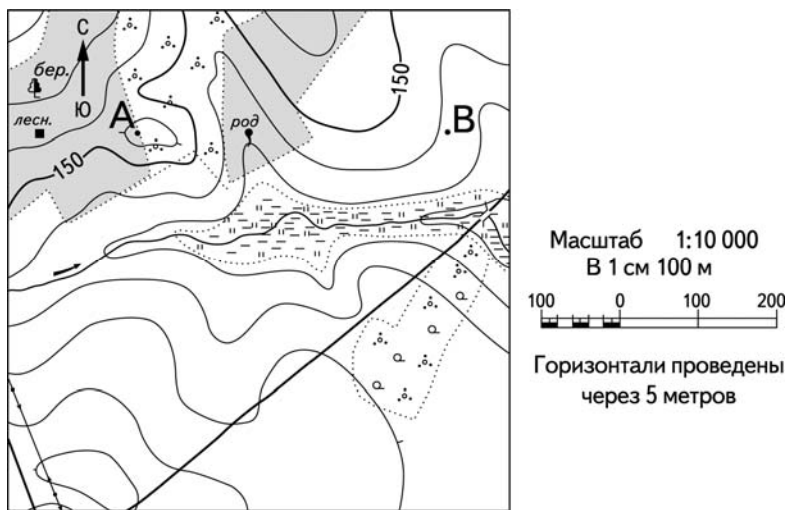 С
бер.
Ю
лесн.
А
род
150
В
150
Масштаб 1:10 000
В 1 см 100 м
100 0 100 200
Горизонтали проведены
через 5 метров